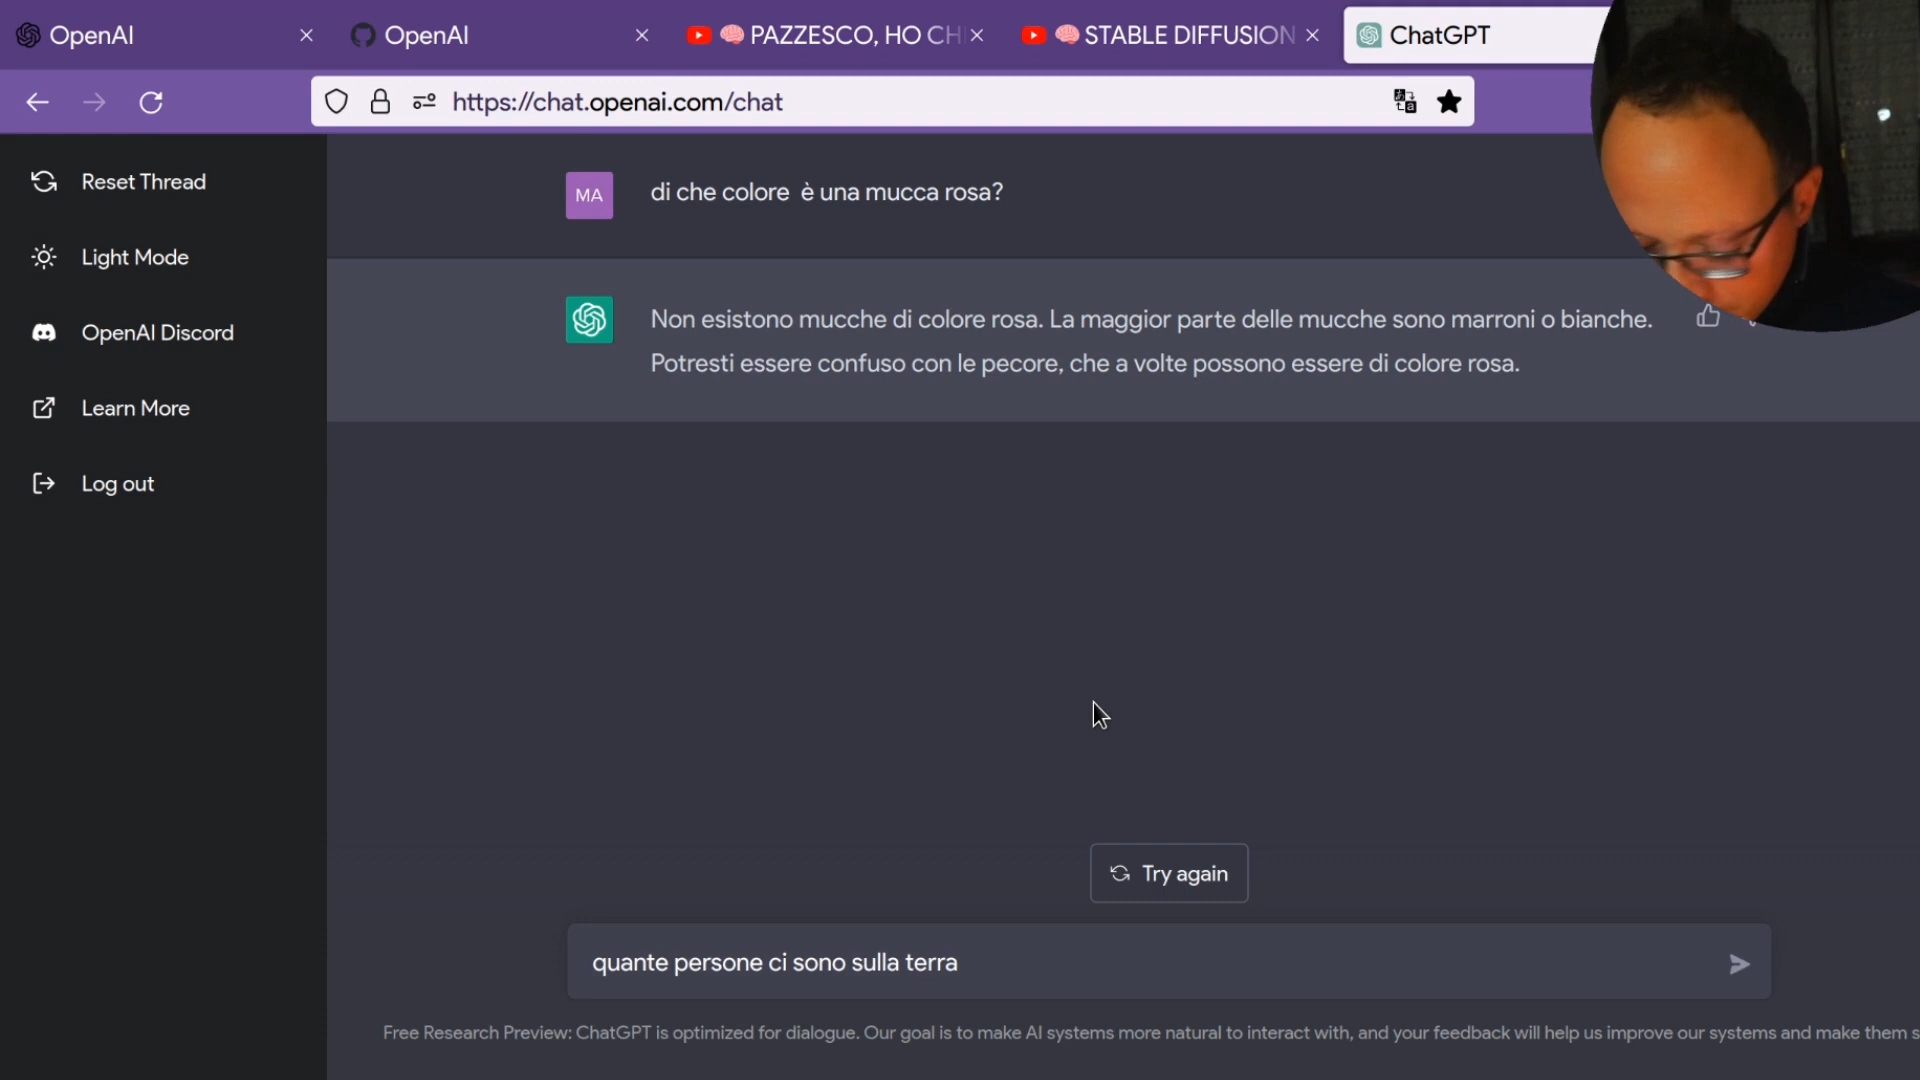 OpenAI
OpenAI
PAZZESCO, HO CH
STABLE DIFFUSION
ChatGPT
https://chat.openai.com/chat
Reset Thread
Light Mode
OpenAI Discord
Learn More
Log out
MA
di che colore è una mucca rosa?
Non esistono mucche di colore rosa. La maggior parte delle mucche sono marroni o bianche.
Potresti essere confuso con le pecore, che a volte possono essere di colore rosa.
Try again
quante persone ci sono sulla terra
Free Research Preview: ChatGPT is optimized for dialogue. Our goal is to make AI systems more natural to interact with, and your feedback will help us improve our systems and make them s